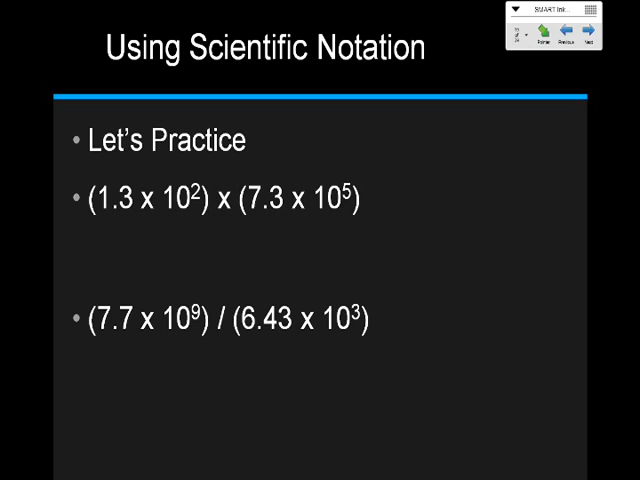 Using Scientific Notation
SMART Ink...
Pointer Previous Next
• Let's Practice
• (1.3 x 10²) x (7.3 x 10⁵)
• (7.7 x 10⁹) / (6.43 x 10³)